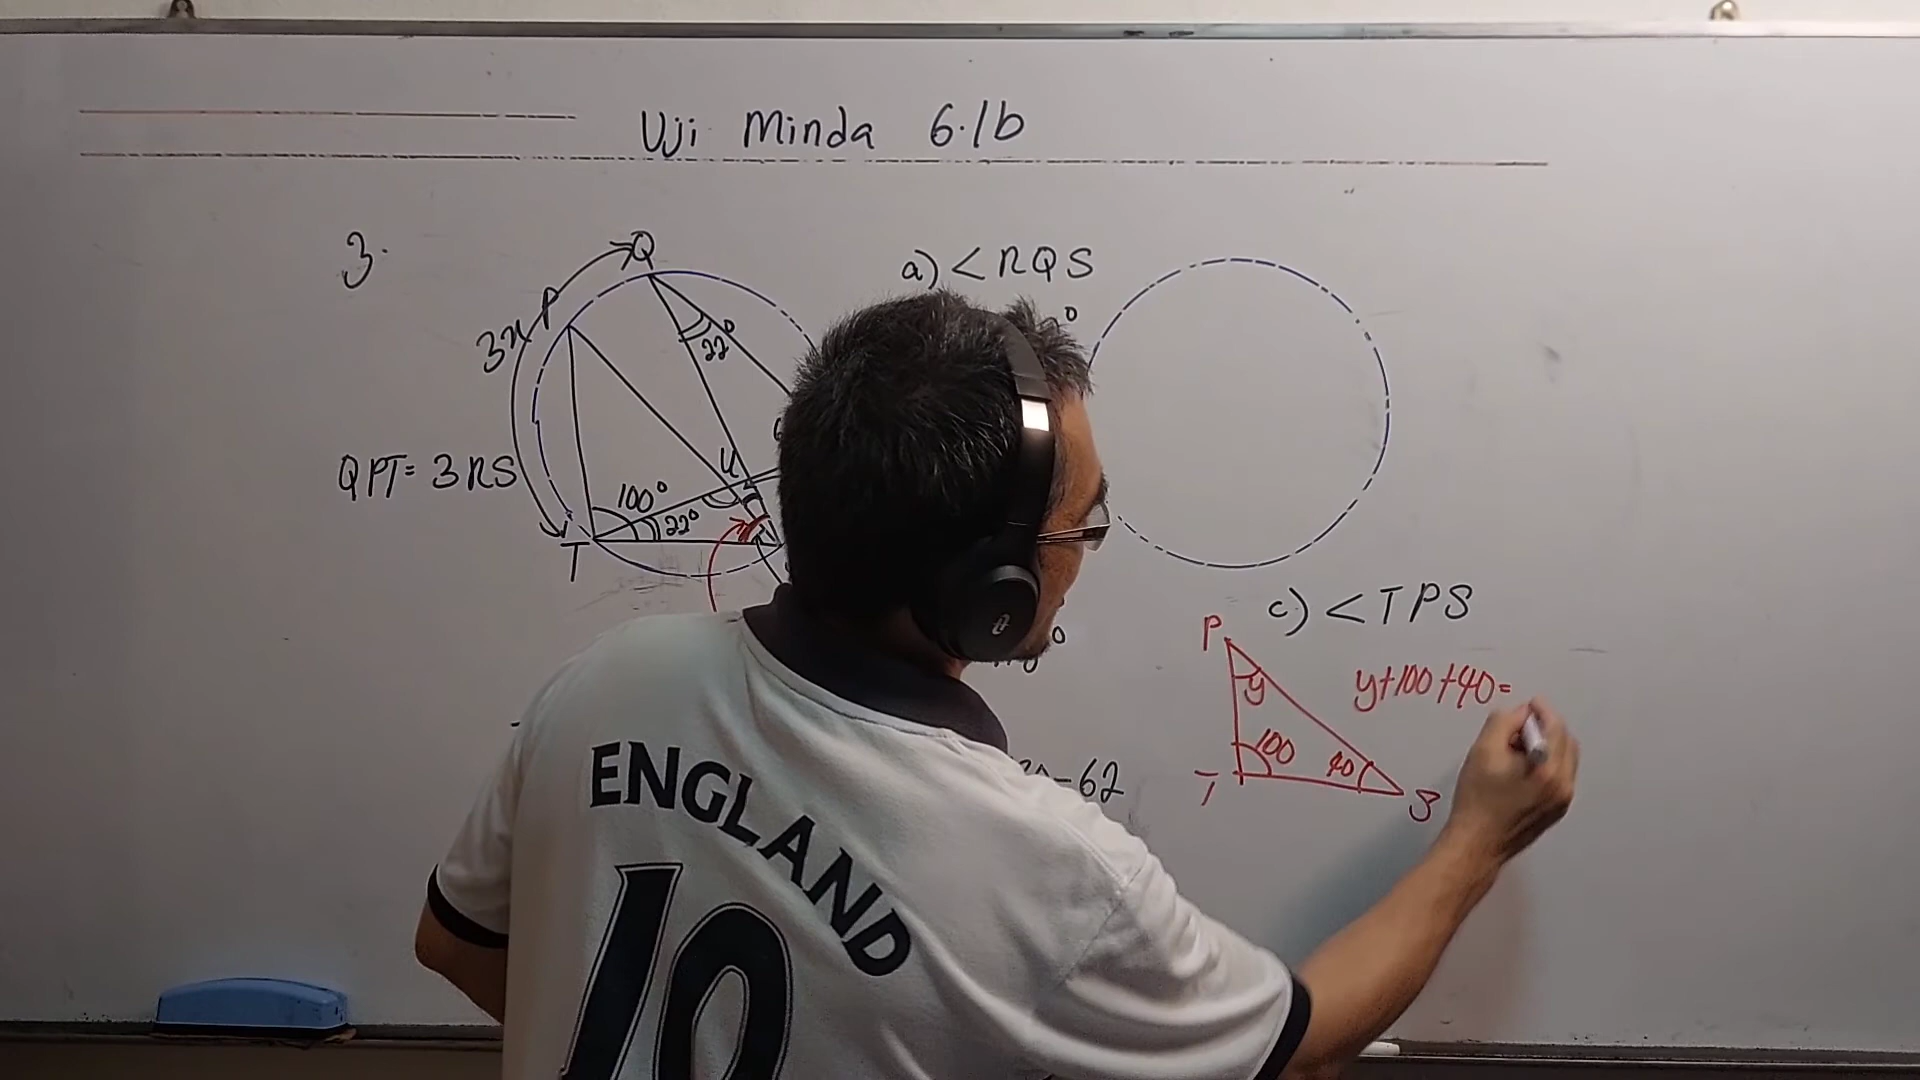 Uji Minda 6.1b
3.
Q
a) <RQS
P
3x
22°
°
QPT= 3RS
U
100°
22°
T
c) <TPS
P
y
y+100+40=
°
100
40
-62
T
S
ENGLAND
10